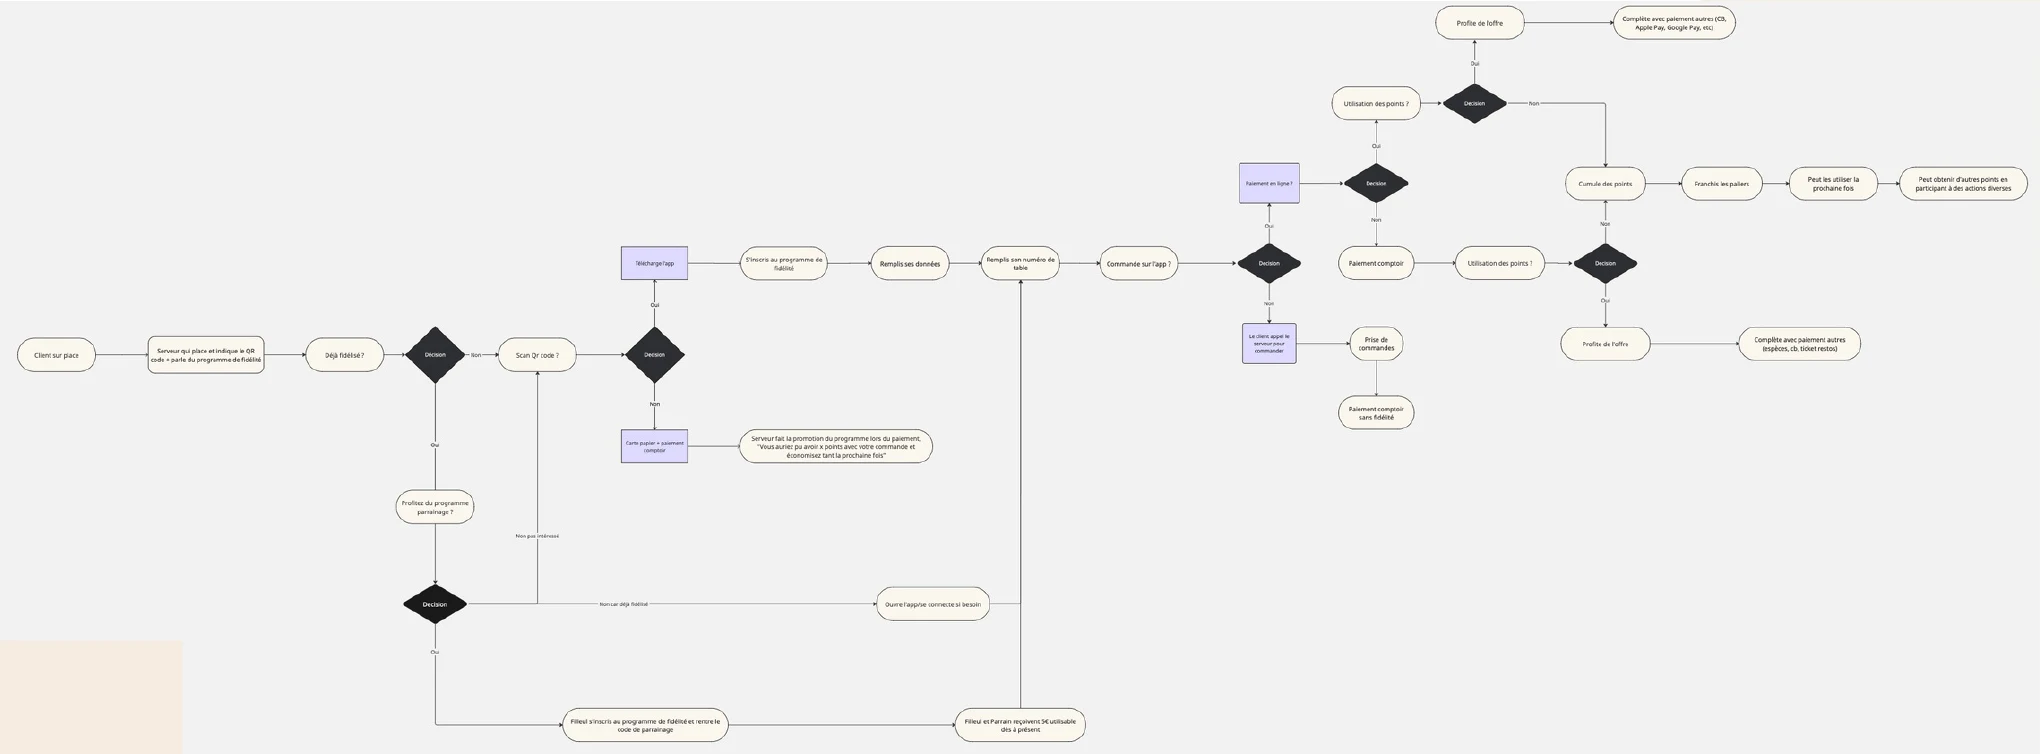 Profite de l'offre
Complète avec paiement autres (CB,
Apple Pay, Google Pay, etc)
Oui
Utilisation des points ?
Decision
Non
Oui
Paiement en ligne ?
Decision
Cumule des points
Franchis les paliers
Peut les utiliser la
prochaine fois
Peut obtenir d'autres points en
participant à des actions diverses
Oui
Non
Non
Télécharge l'app
S'inscris au programme de
fidélité
Remplis ses données
Remplis son numéro de
table
Commande sur l'app ?
Decision
Paiement comptoir
Utilisation des points ?
Decision
Oui
Non
Oui
Client sur place
Serveur qui place et indique le QR
code + parle du programme de fidélité
Déjà fidélisé ?
Decision
Non
Scan Qr code ?
Decision
Le client appel le
serveur pour
commander
Prise de
commandes
Profite de l'offre
Complète avec paiement autres
(espèces, cb, ticket restos)
Non
Paiement comptoir
sans fidélité
Oui
Carte papier + paiement
comptoir
Serveur fait la promotion du programme lors du paiement,
"Vous auriez pu avoir x points avec votre commande et
économisez tant la prochaine fois"
Profitez du programme
parrainage ?
Non pas intéressé
Decision
Non car déjà fidélisé
Ouvre l'app/se connecte si besoin
Oui
Filleul s'inscris au programme de fidélité et rentre le
code de parrainage
Filleul et Parrain reçoivent 5€ utilisable
dès à présent